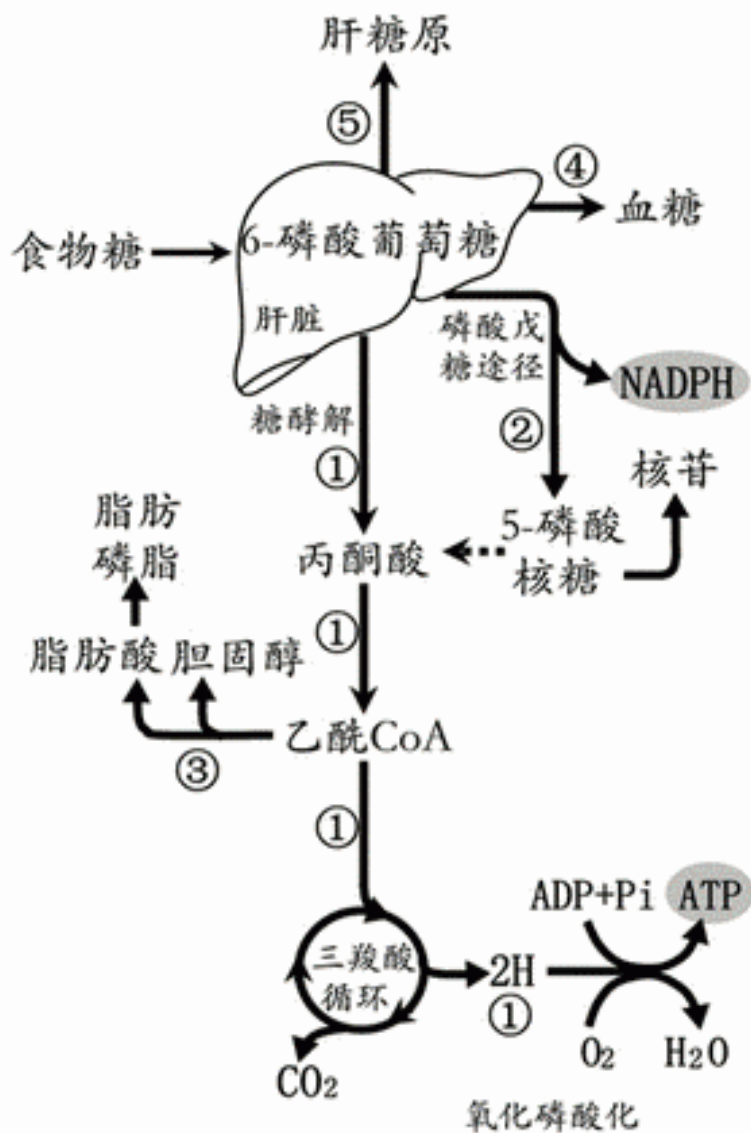 肝糖原
⑤
④
食物糖
6-磷酸葡萄糖
血糖
肝脏
磷酸戊
糖途径
NADPH
糖酵解
①
②
核苷
脂肪
磷脂
丙酮酸
5-磷酸
核糖
①
脂肪酸 胆固醇
乙酰CoA
③
①
ADP+Pi ATP
三羧酸
循环
2H
①
O₂ H₂O
CO₂
氧化磷酸化